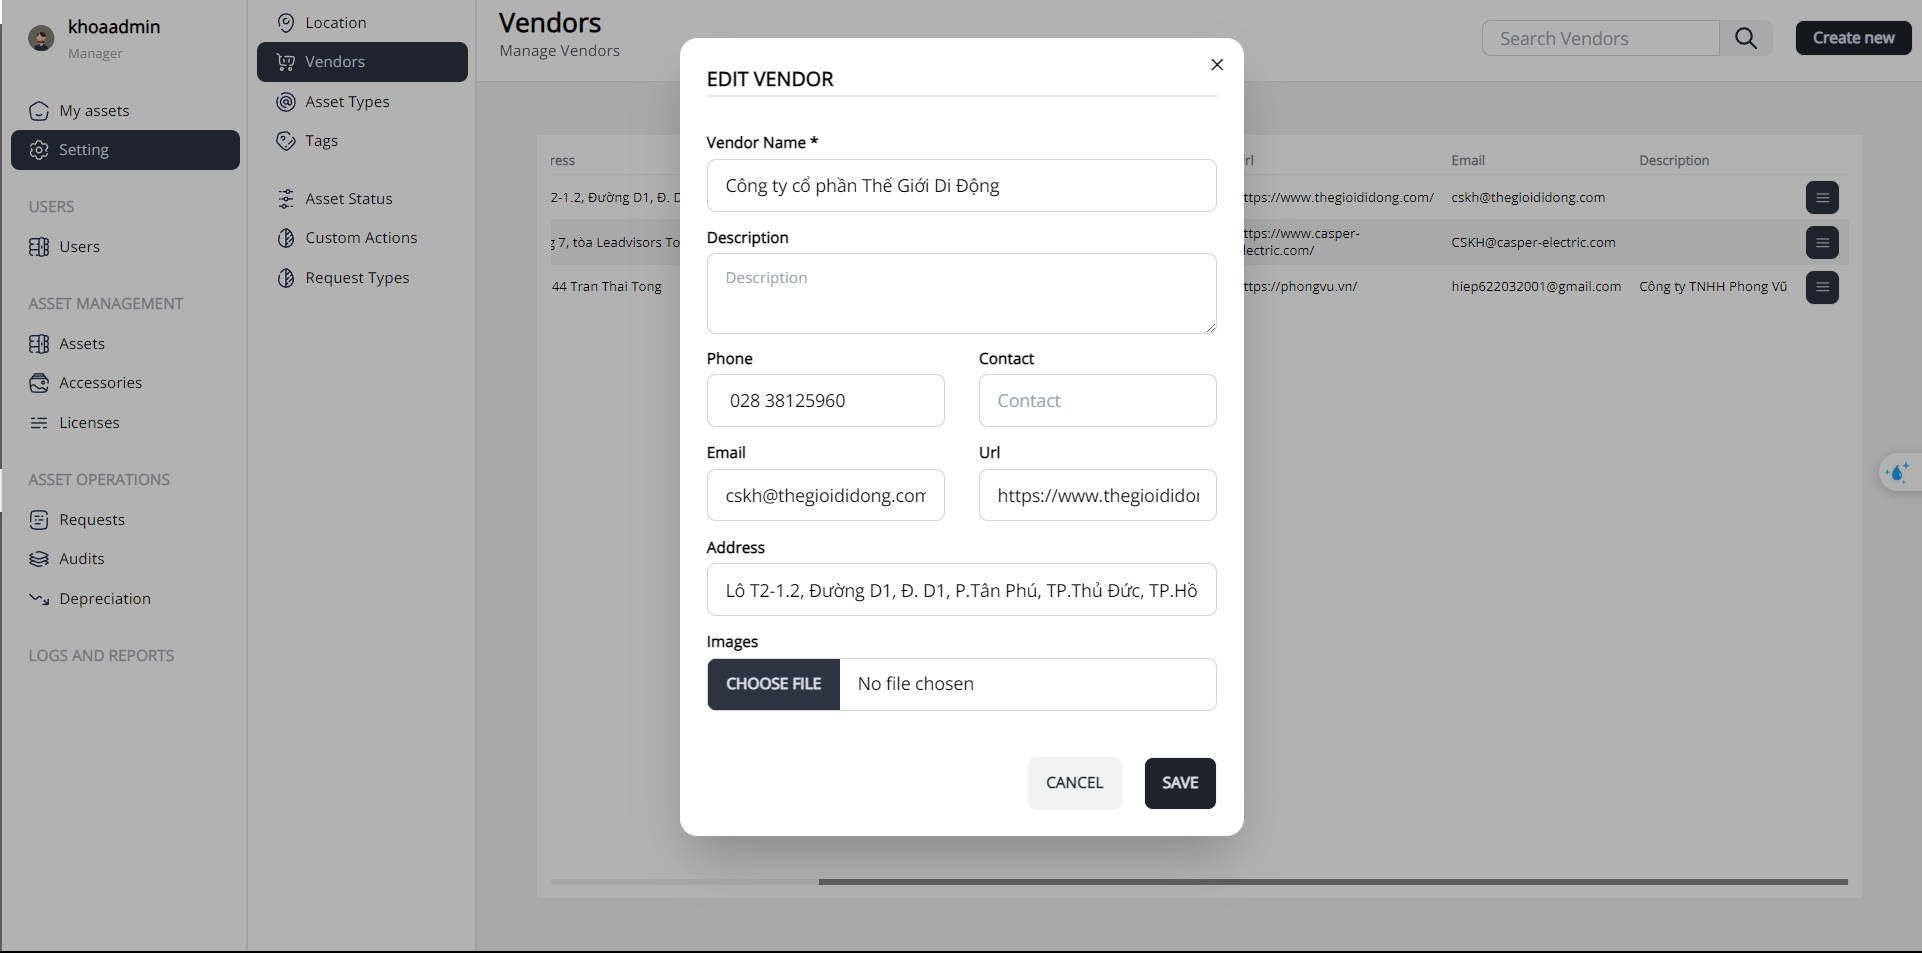 khoaadmin
Manager
My assets
Setting
USERS
Users
ASSET MANAGEMENT
Assets
Accessories
Licenses
ASSET OPERATIONS
Requests
Audits
Depreciation
LOGS AND REPORTS
Location
Vendors
Asset Types
Tags
Asset Status
Custom Actions
Request Types
Vendors
Manage Vendors
Search Vendors
Create new
ress Url Email Description
2-1.2, Đường D1, Đ. D ttps://www.thegioididong.com/ cskh@thegioididong.com
g 7, tòa Leadvisors To ttps://www.casper-
lectric.com/ CSKH@casper-electric.com
44 Tran Thai Tong ttps://phongvu.vn/ hiep622032001@gmail.com Công ty TNHH Phong Vũ
EDIT VENDOR
Vendor Name *
Công ty cổ phần Thế Giới Di Động
Description
Description
Phone
028 38125960
Contact
Contact
Email
cskh@thegioididong.com
Url
https://www.thegioididon
Address
Lô T2-1.2, Đường D1, Đ. D1, P.Tân Phú, TP.Thủ Đức, TP.Hồ
Images
CHOOSE FILE No file chosen
CANCEL
SAVE